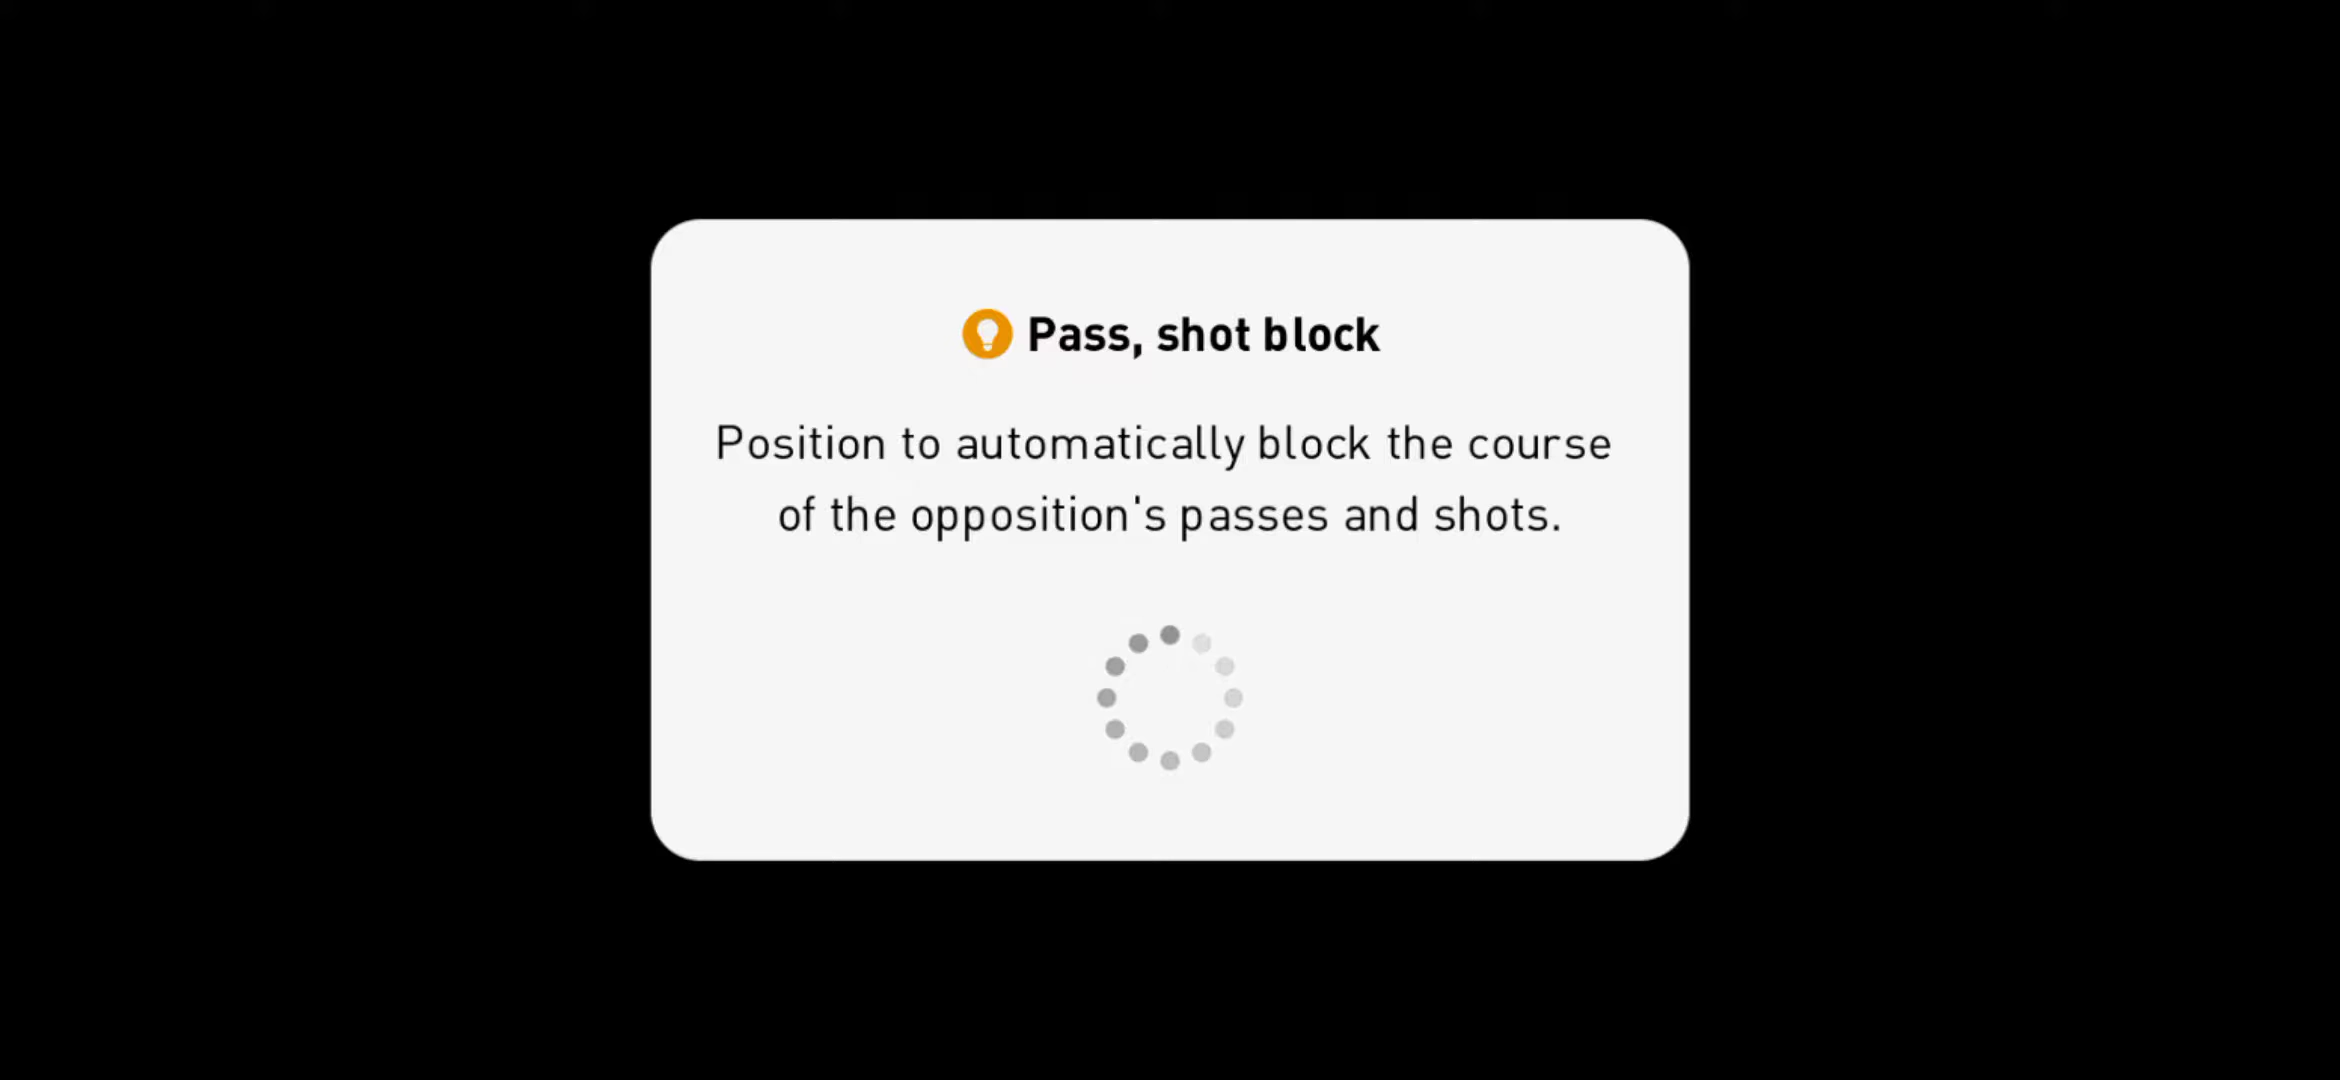 Pass, shot block
Position to automatically block the course
of the opposition's passes and shots.